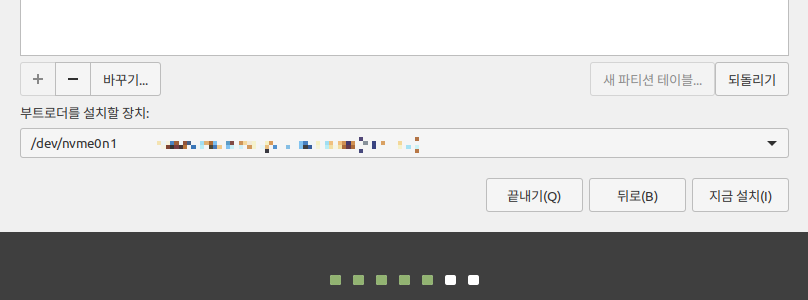 + − 바꾸기... 새 파티션 테이블... 되돌리기
부트로더를 설치할 장치:
/dev/nvme0n1
끝내기(Q) 뒤로(B) 지금 설치(I)